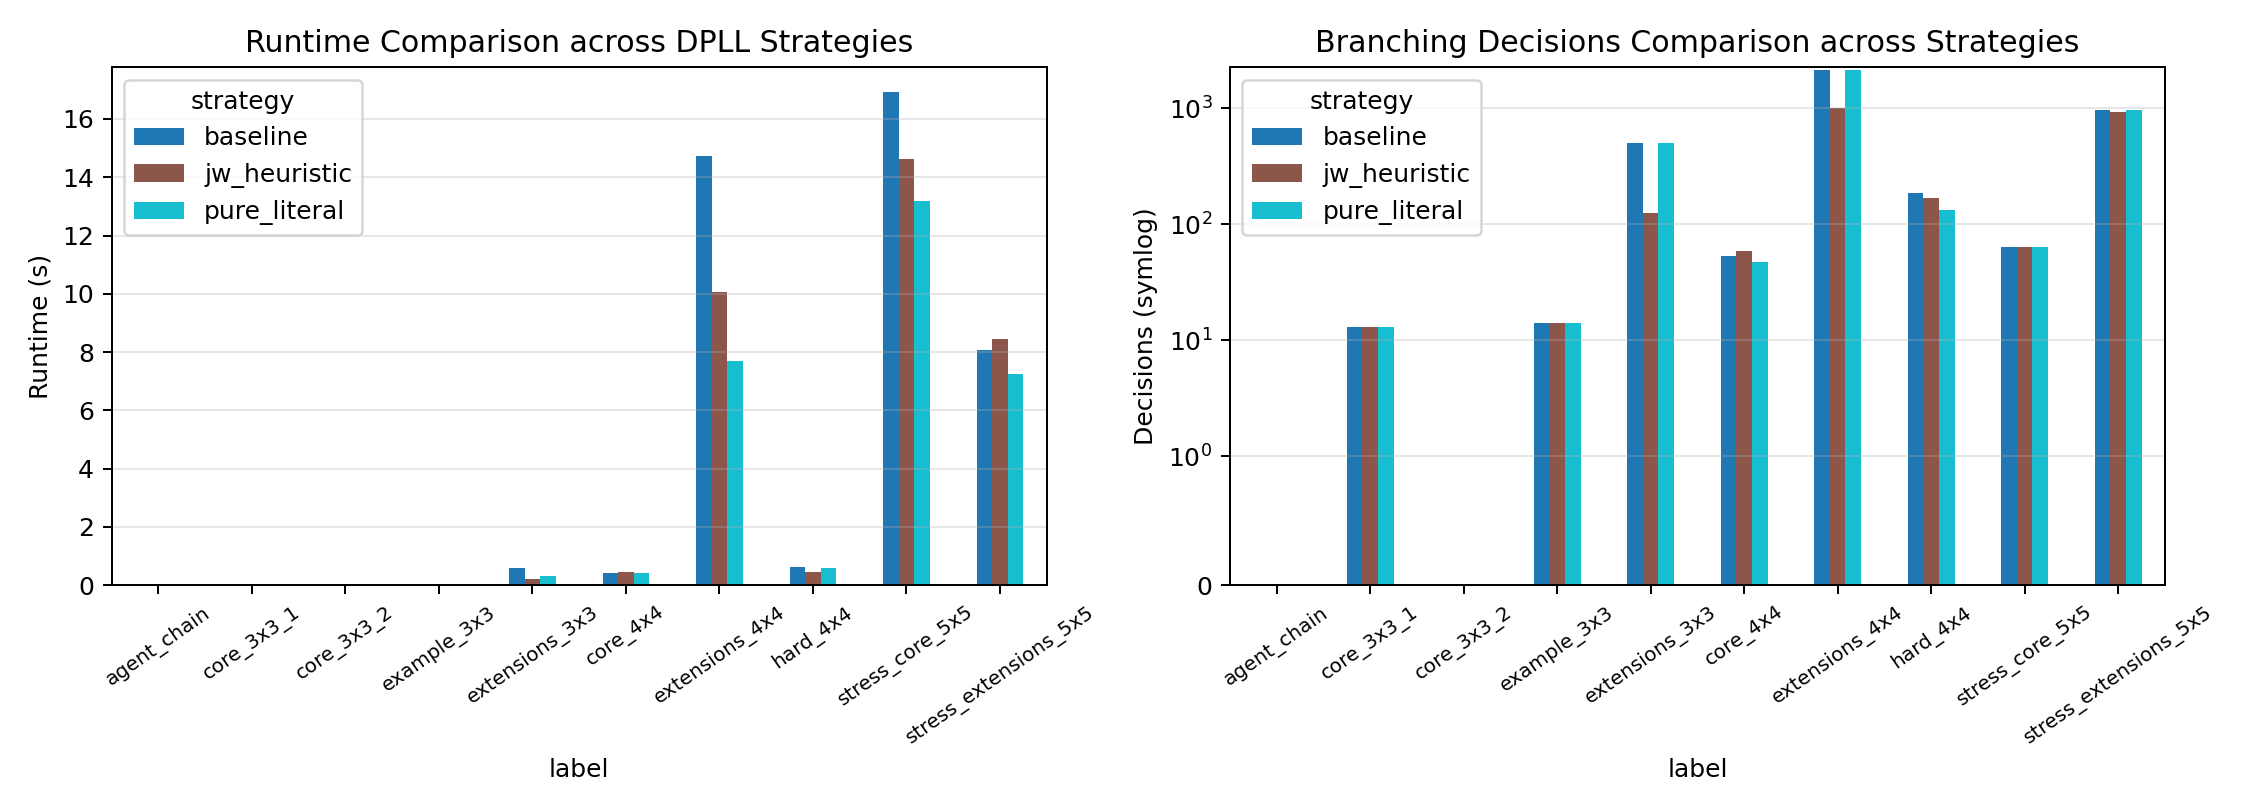 Runtime Comparison across DPLL Strategies
strategy
baseline
jw_heuristic
pure_literal
Runtime (s)
16
14
12
10
8
6
4
2
0
agent_chain
core_3x3_1
core_3x3_2
example_3x3
extensions_3x3
core_4x4
extensions_4x4
hard_4x4
stress_core_5x5
stress_extensions_5x5
label
Branching Decisions Comparison across Strategies
strategy
baseline
jw_heuristic
pure_literal
Decisions (symlog)
10³
10²
10¹
10⁰
0
agent_chain
core_3x3_1
core_3x3_2
example_3x3
extensions_3x3
core_4x4
extensions_4x4
hard_4x4
stress_core_5x5
stress_extensions_5x5
label